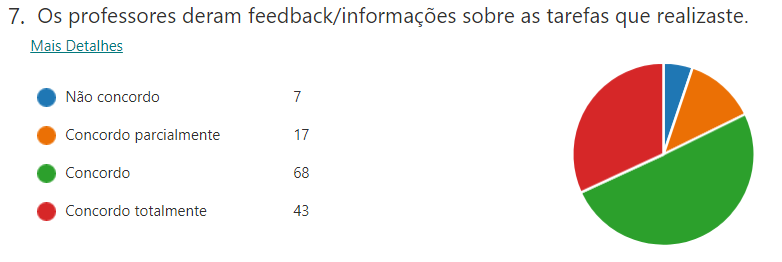 7. Os professores deram feedback/informações sobre as tarefas que realizaste.
Mais Detalhes
Não concordo 7
Concordo parcialmente 17
Concordo 68
Concordo totalmente 43